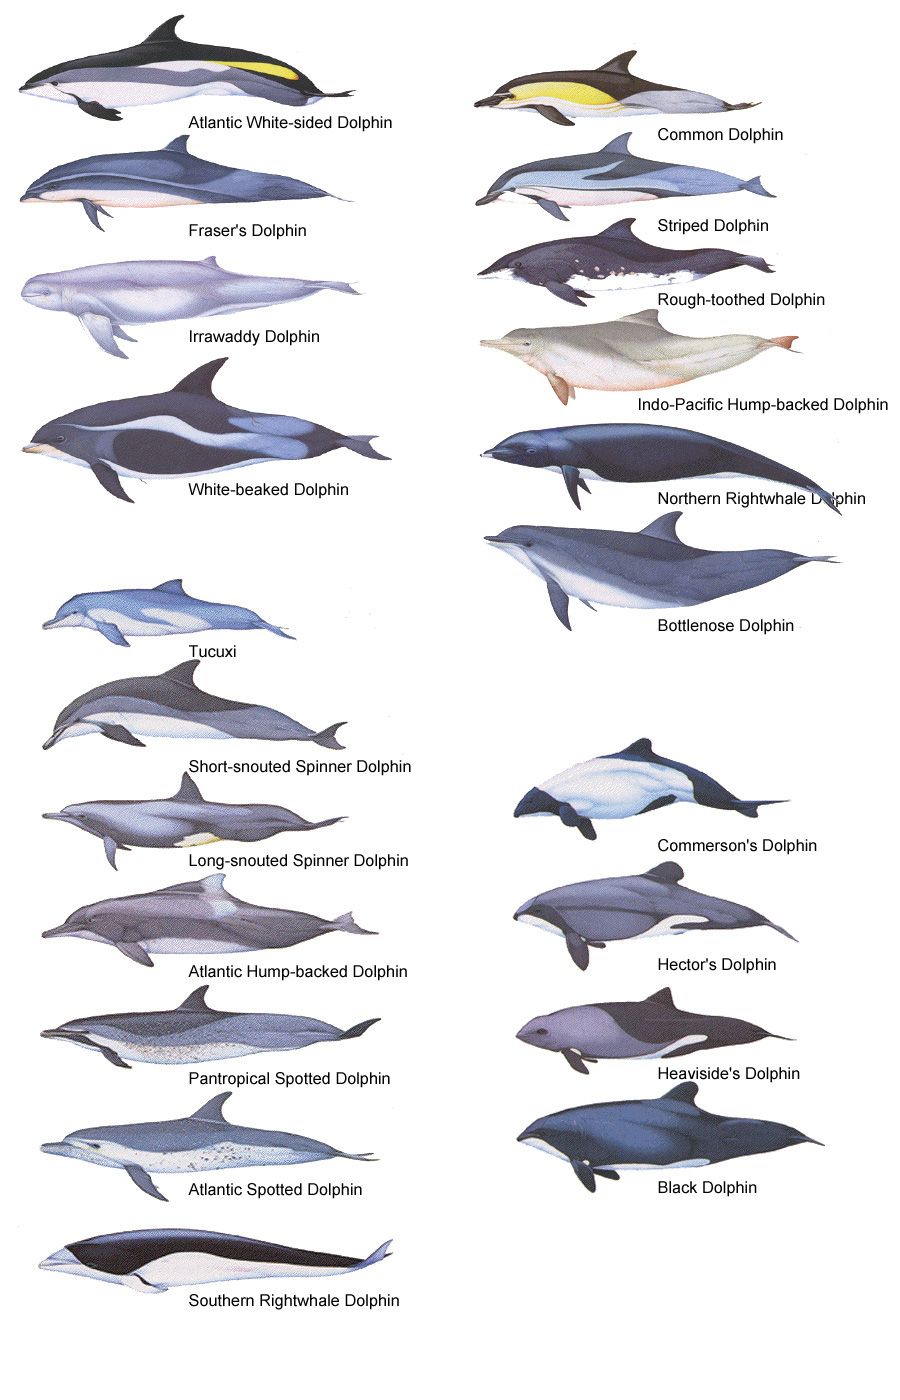 Atlantic White-sided Dolphin
Fraser's Dolphin
Irrawaddy Dolphin
White-beaked Dolphin
Tucuxi
Short-snouted Spinner Dolphin
Long-snouted Spinner Dolphin
Atlantic Hump-backed Dolphin
Pantropical Spotted Dolphin
Atlantic Spotted Dolphin
Southern Rightwhale Dolphin
Common Dolphin
Striped Dolphin
Rough-toothed Dolphin
Indo-Pacific Hump-backed Dolphin
Northern Rightwhale Dolphin
Bottlenose Dolphin
Commerson's Dolphin
Hector's Dolphin
Heaviside's Dolphin
Black Dolphin